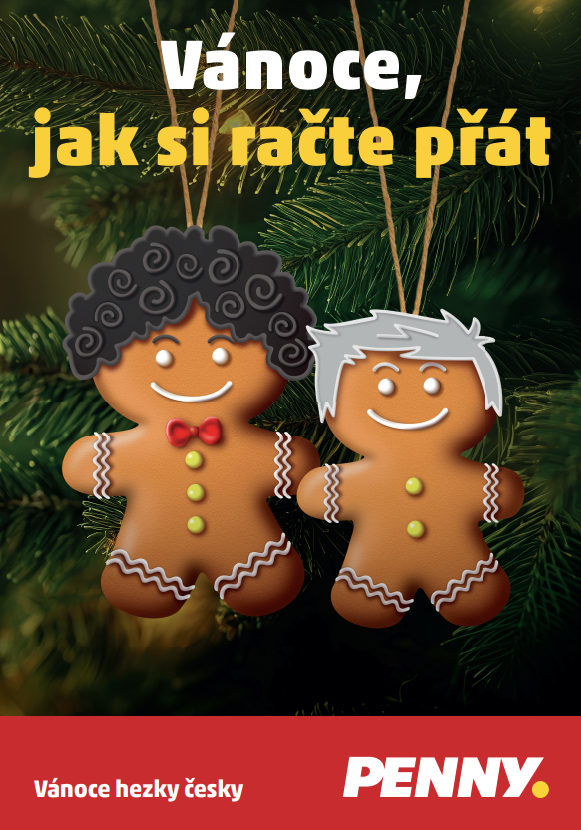 Vánoce,
jak si račte přát
Vánoce hezky česky
PENNY.